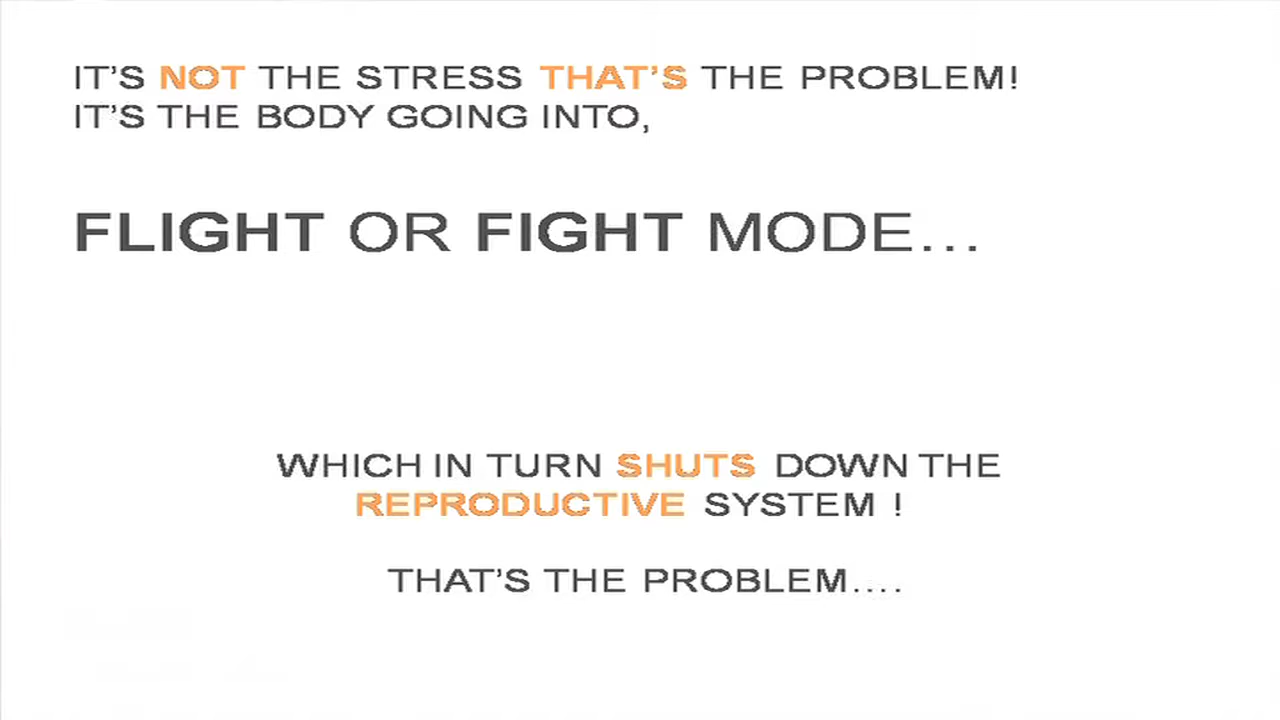 IT'S NOT THE STRESS THAT'S THE PROBLEM!
IT'S THE BODY GOING INTO,
FLIGHT OR FIGHT MODE...
WHICH IN TURN SHUTS DOWN THE
REPRODUCTIVE SYSTEM !
THAT'S THE PROBLEM....